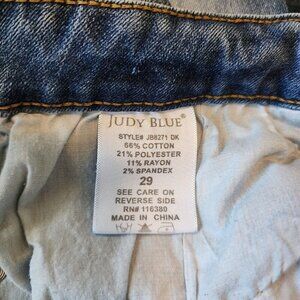 JUDY BLUE®
STYLE# JB8271 DK
66% COTTON
21% POLYESTER
11% RAYON
2% SPANDEX
29
SEE CARE ON
REVERSE SIDE
RN# 116380
MADE IN CHINA